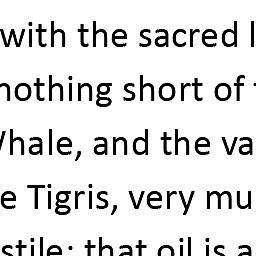 with the sacred
nothing short of
Whale, and the va
e Tigris, very mu
stile: that oil is a